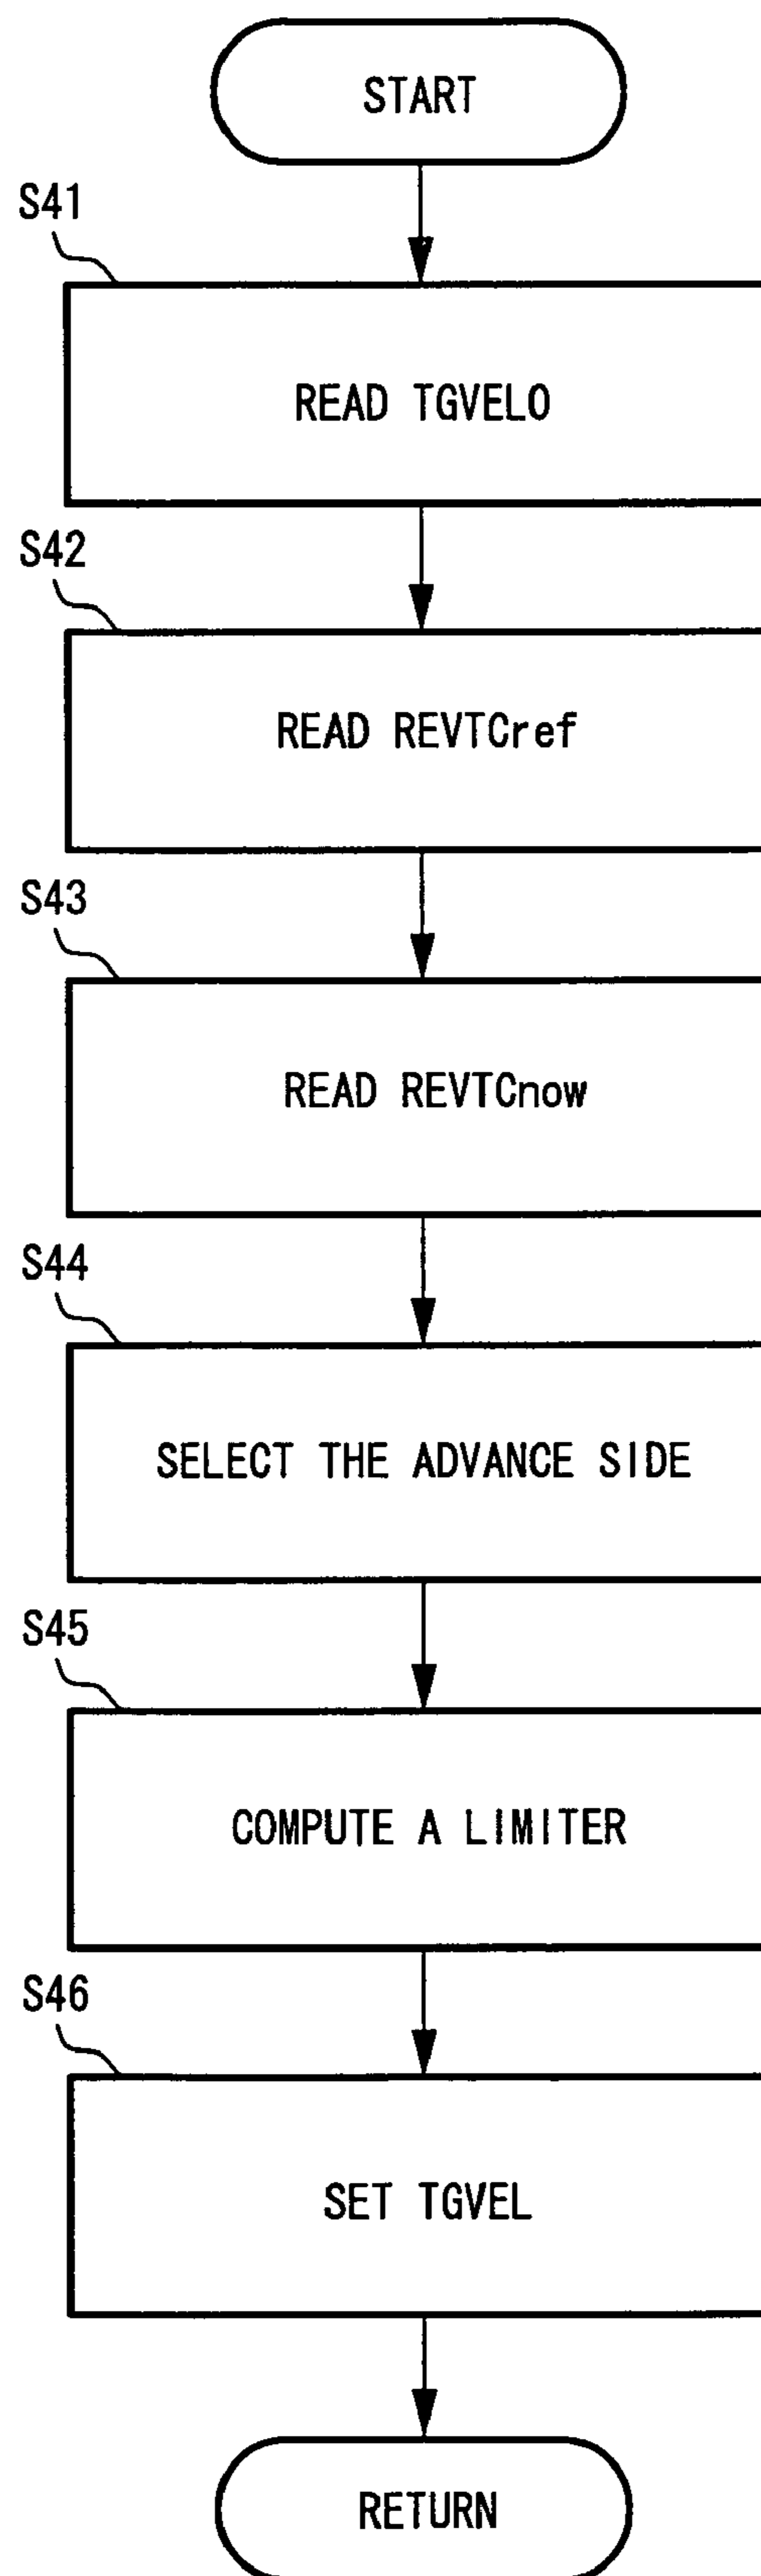 START
S41
READ TGVEL0
S42
READ REVTCref
S43
READ REVTCnow
S44
SELECT THE ADVANCE SIDE
S45
COMPUTE A LIMITER
S46
SET TGVEL
RETURN